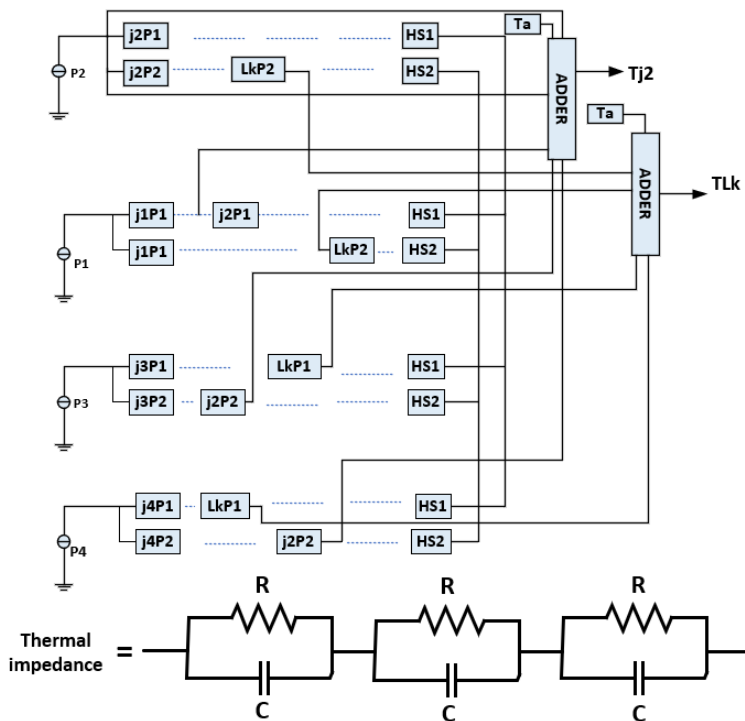 Ta
j2P1
HS1
P2
j2P2
LkP2
HS2
ADDER
Tj2
Ta
ADDER
TLk
j1P1
j2P1
HS1
P1
j1P1
LkP2
HS2
j3P1
LkP1
HS1
P3
j3P2
j2P2
HS2
j4P1
LkP1
HS1
P4
j4P2
j2P2
HS2
R
R
R
Thermal
impedance
=
C
C
C